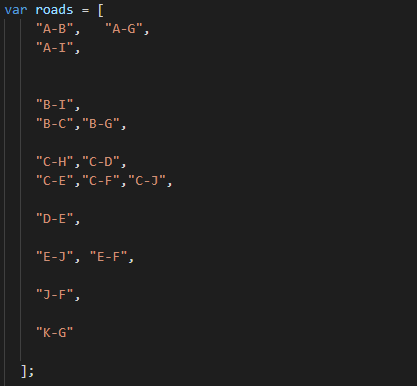 var roads = [
"A-B", "A-G",
"A-I",
"B-I",
"B-C","B-G",
"C-H","C-D",
"C-E","C-F","C-J",
"D-E",
"E-J", "E-F",
"J-F",
"K-G"
];